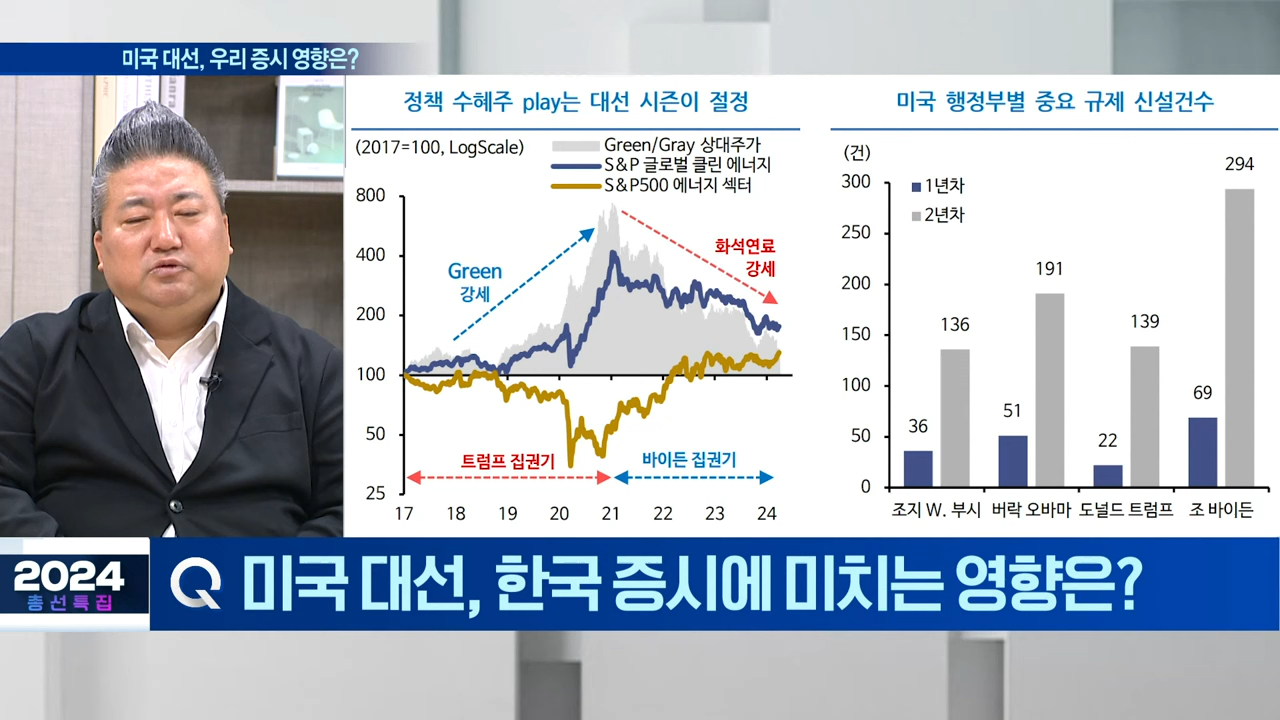 미국 대선, 우리 증시 영향은?
정책 수혜주 play는 대선 시즌이 절정
(2017=100, LogScale)
Green/Gray 상대주가
S&P 글로벌 클린 에너지
S&P500 에너지 섹터
800
400
200
100
50
25
Green
강세
화석연료
강세
트럼프 집권기
바이든 집권기
17 18 19 20 21 22 23 24
미국 행정부별 중요 규제 신설건수
(건)
1년차
2년차
300
250
200
150
100
50
0
36 136 51 191 22 139 69 294
조지 W. 부시 버락 오바마 도널드 트럼프 조 바이든
2024
총선특집
Q 미국 대선, 한국 증시에 미치는 영향은?